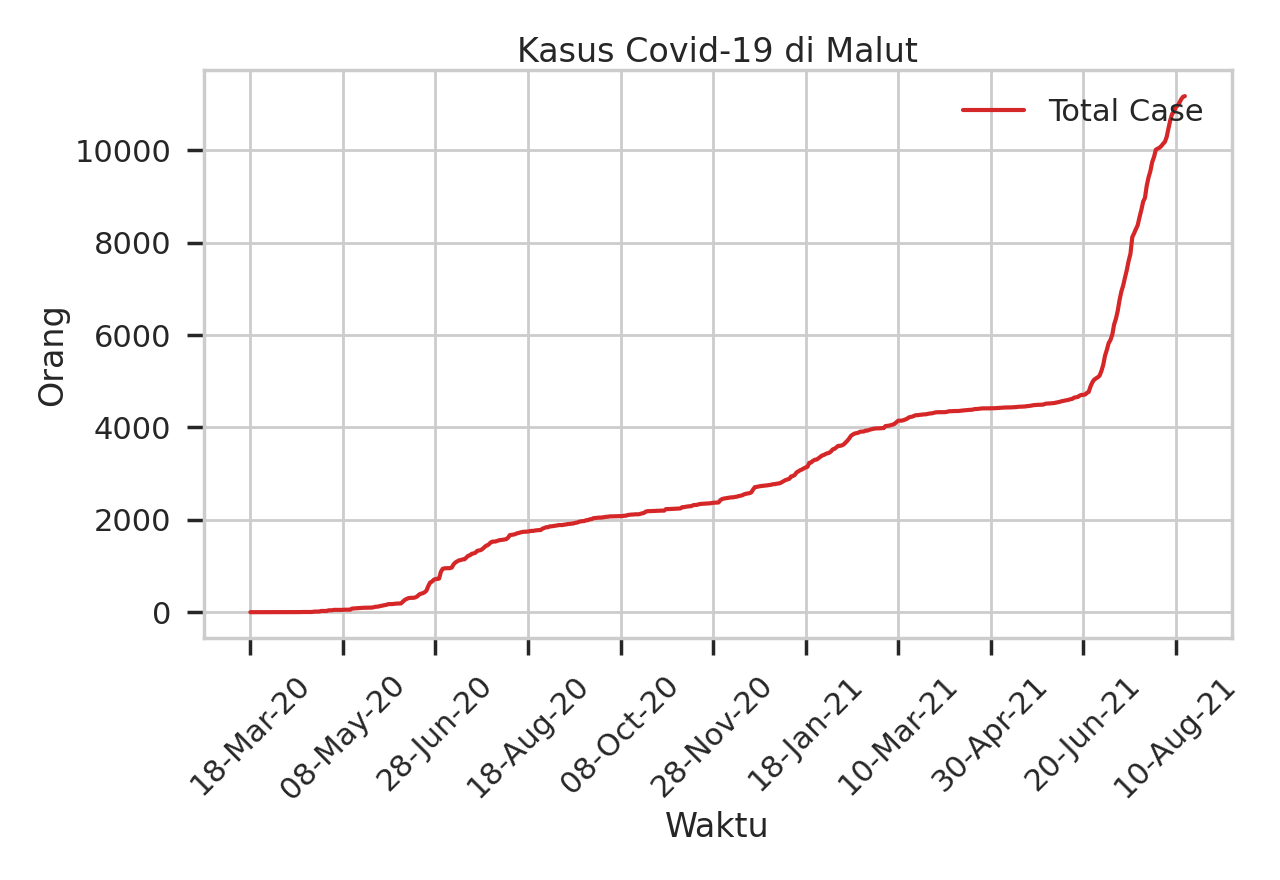 Kasus Covid-19 di Malut
Total Case
Orang
10000
8000
6000
4000
2000
0
18-Mar-20
08-May-20
28-Jun-20
18-Aug-20
08-Oct-20
28-Nov-20
18-Jan-21
10-Mar-21
30-Apr-21
20-Jun-21
10-Aug-21
Waktu